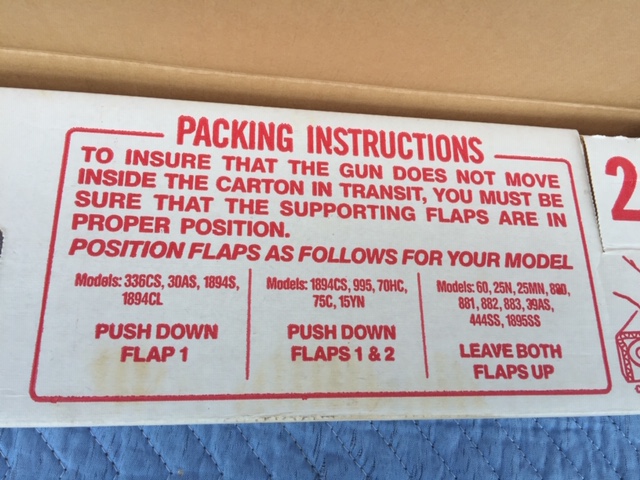 PACKING INSTRUCTIONS
TO INSURE THAT THE GUN DOES NOT MOVE
INSIDE THE CARTON IN TRANSIT, YOU MUST BE
SURE THAT THE SUPPORTING FLAPS ARE IN
PROPER POSITION.
POSITION FLAPS AS FOLLOWS FOR YOUR MODEL
Models: 336CS, 30AS, 1894S,
1894CL
PUSH DOWN
FLAP 1
Models: 1894CS, 995, 70HC,
75C, 15YN
PUSH DOWN
FLAPS 1 & 2
Models: 60, 25N, 25MN, 880,
881, 882, 883, 39AS,
444SS, 1895SS
LEAVE BOTH
FLAPS UP
2